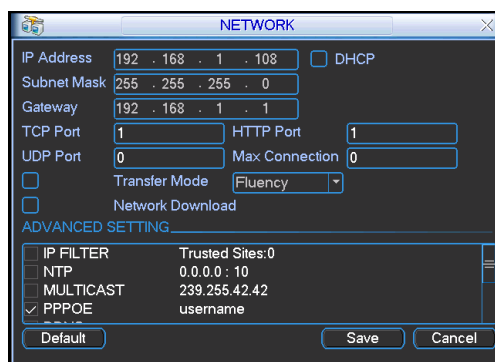 NETWORK
IP Address 192 . 168 . 1 . 108 DHCP
Subnet Mask 255 . 255 . 255 . 0
Gateway 192 . 168 . 1 . 1
TCP Port 1 HTTP Port 1
UDP Port 0 Max Connection 0
Transfer Mode Fluency
Network Download
ADVANCED SETTING
IP FILTER Trusted Sites:0
NTP 0.0.0.0 : 10
MULTICAST 239.255.42.42
PPPOE username
Default Save Cancel